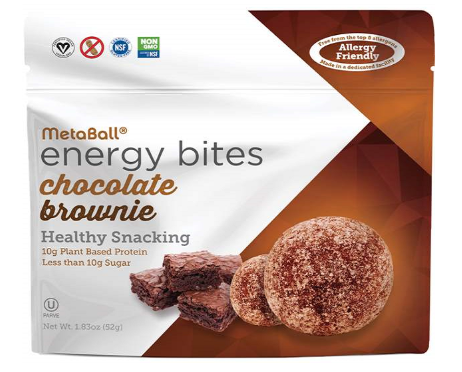 NSF
NON
GMO
Free from the top 8 allergens
Allergy
Friendly
Made in a dedicated facility
MetaBall®
energy bites
chocolate
brownie
Healthy Snacking
10g Plant Based Protein
Less than 10g Sugar
U
PARVE
Net Wt. 1.83oz (52g)